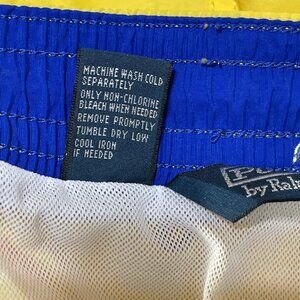 MACHINE WASH COLD
SEPARATELY
ONLY NON-CHLORINE
BLEACH WHEN NEEDED
REMOVE PROMPTLY
TUMBLE DRY LOW
COOL IRON
IF NEEDED
by